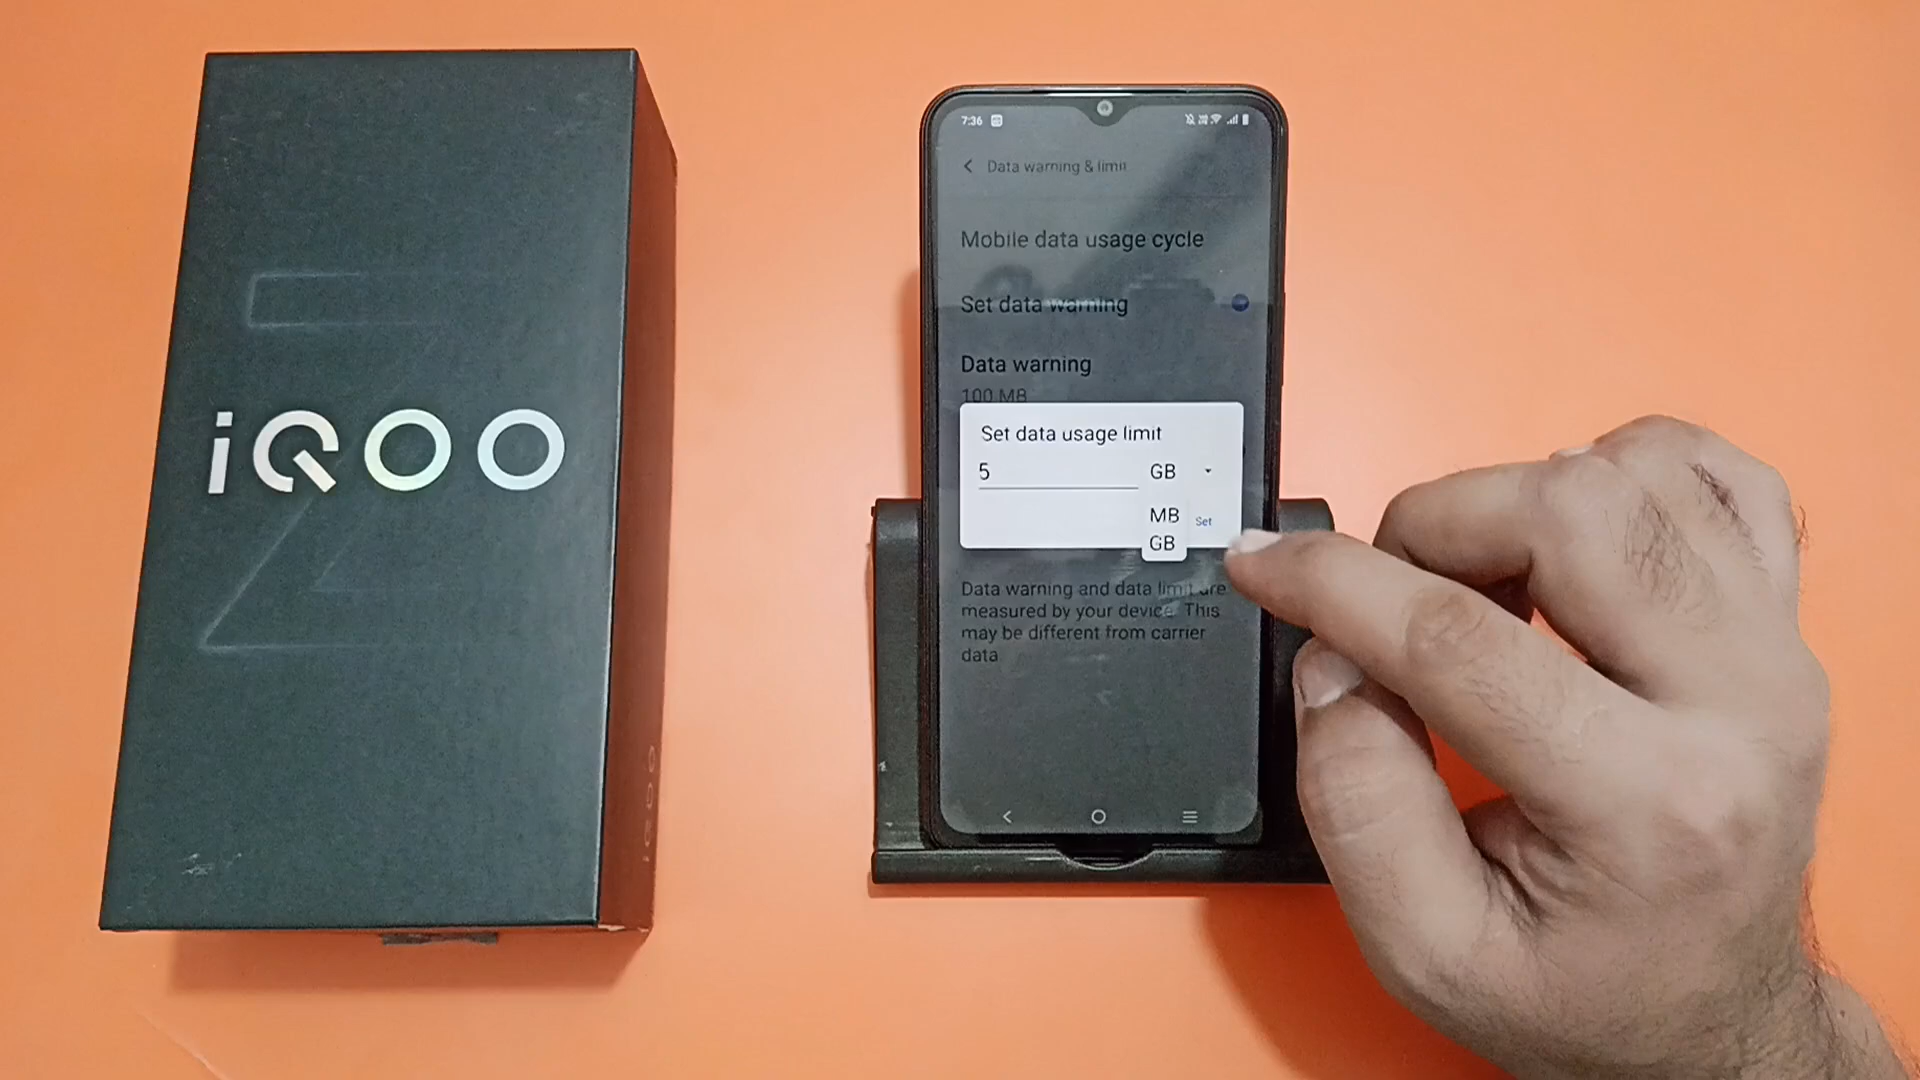 iQOO
iQOO
7:36
Data warning & limit
Mobile data usage cycle
Set data warning
Data warning
100 MB
Set data usage limit
5 GB
MB
Set
GB
Data warning and data limit are
measured by your device. This
may be different from carrier
data.